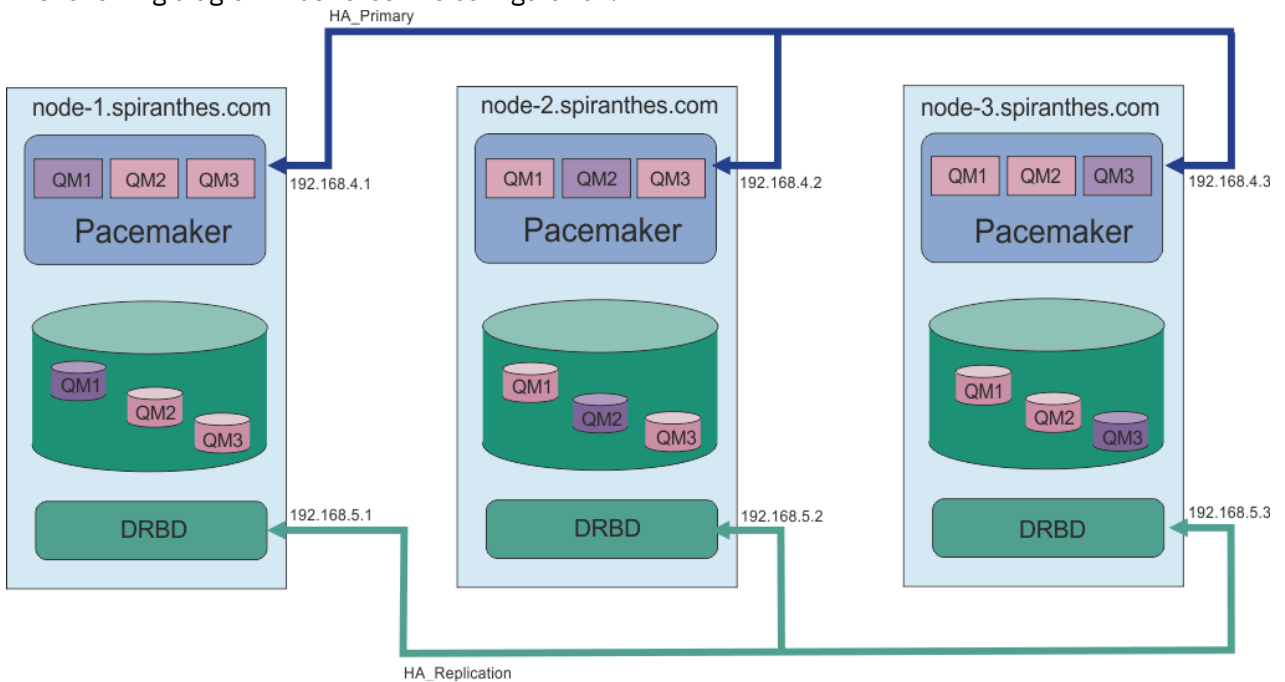 HA_Primary
node-1.spiranthes.com
node-2.spiranthes.com
node-3.spiranthes.com
QM1 QM2 QM3
QM1 QM2 QM3
QM1 QM2 QM3
192.168.4.1
192.168.4.2
192.168.4.3
Pacemaker
Pacemaker
Pacemaker
QM1
QM2
QM3
QM1
QM2
QM3
QM1
QM2
QM3
192.168.5.1
192.168.5.2
192.168.5.3
DRBD
DRBD
DRBD
HA_Replication